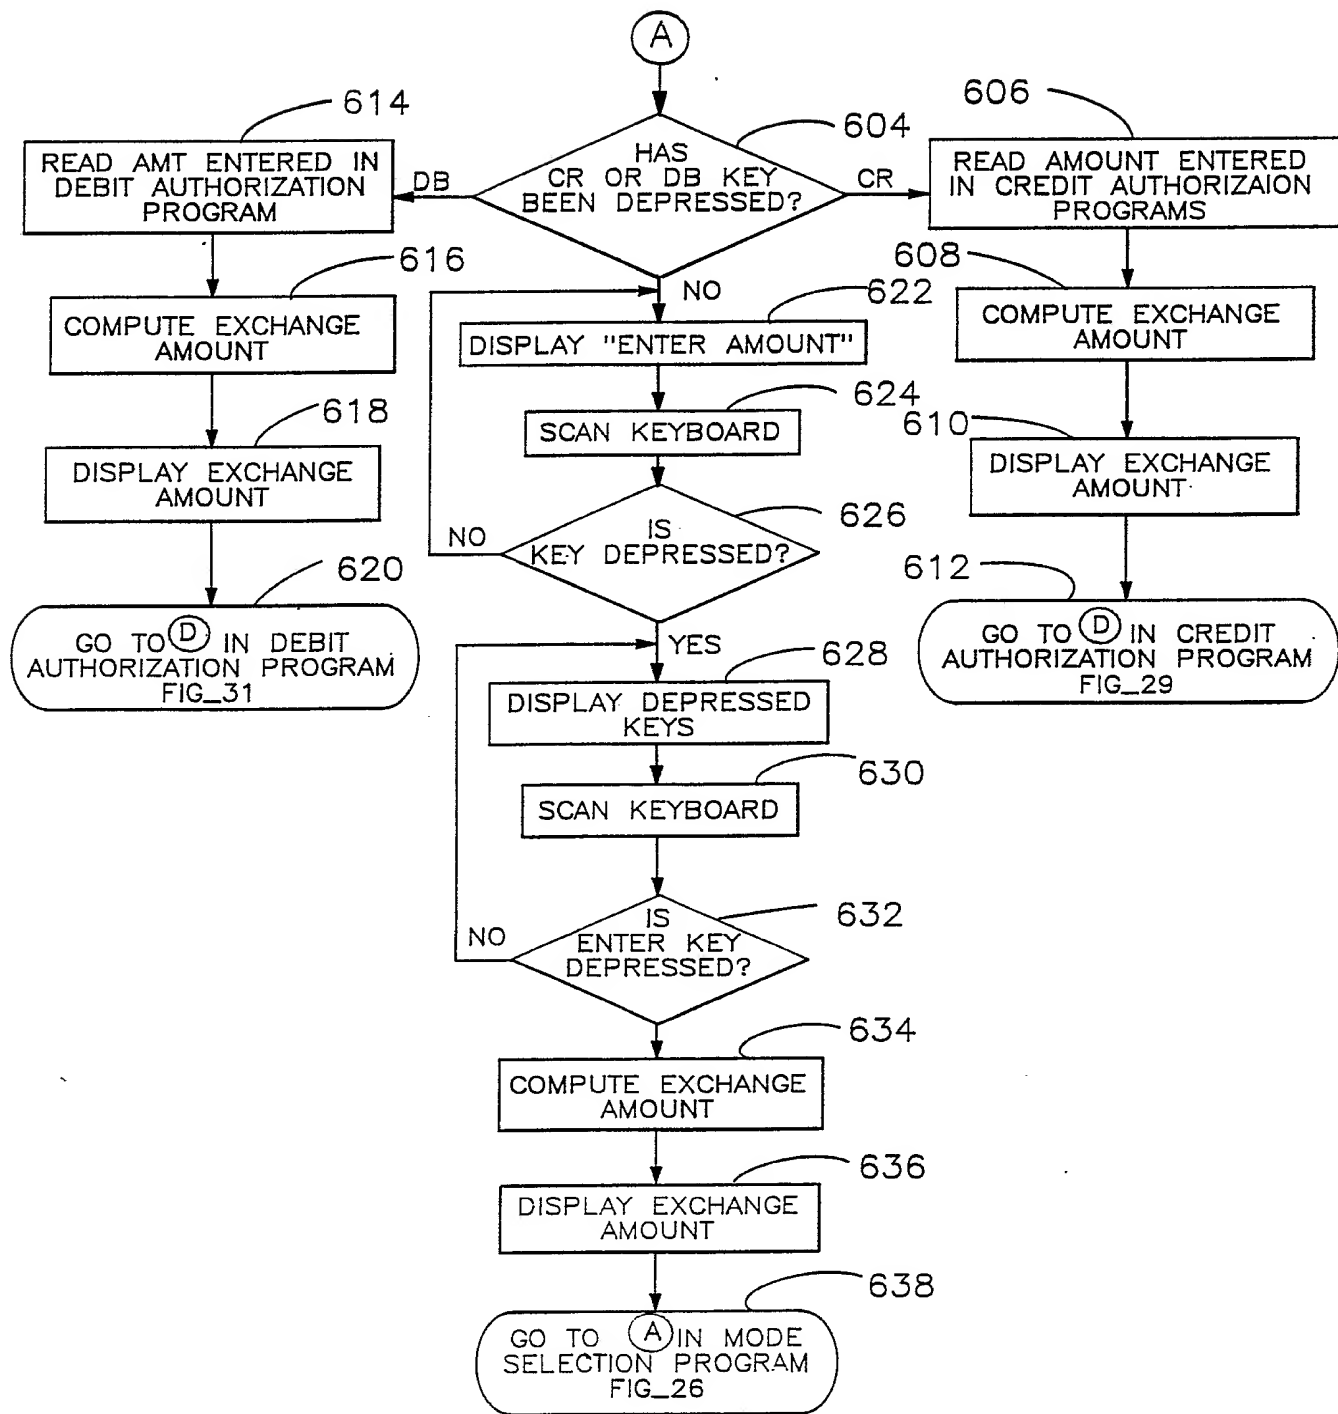 A
614
READ AMT ENTERED IN
DEBIT AUTHORIZATION
PROGRAM
DB
604
HAS
CR OR DB KEY
BEEN DEPRESSED?
CR
606
READ AMOUNT ENTERED
IN CREDIT AUTHORIZAION
PROGRAMS
616
COMPUTE EXCHANGE
AMOUNT
618
DISPLAY EXCHANGE
AMOUNT
620
GO TO D IN DEBIT
AUTHORIZATION PROGRAM
FIG_31
NO
622
DISPLAY "ENTER AMOUNT"
624
SCAN KEYBOARD
626
IS
KEY DEPRESSED?
NO
YES
628
DISPLAY DEPRESSED
KEYS
630
SCAN KEYBOARD
632
IS
ENTER KEY
DEPRESSED?
NO
634
COMPUTE EXCHANGE
AMOUNT
636
DISPLAY EXCHANGE
AMOUNT
638
GO TO A IN MODE
SELECTION PROGRAM
FIG_26
608
COMPUTE EXCHANGE
AMOUNT
610
DISPLAY EXCHANGE
AMOUNT
612
GO TO D IN CREDIT
AUTHORIZATION PROGRAM
FIG_29